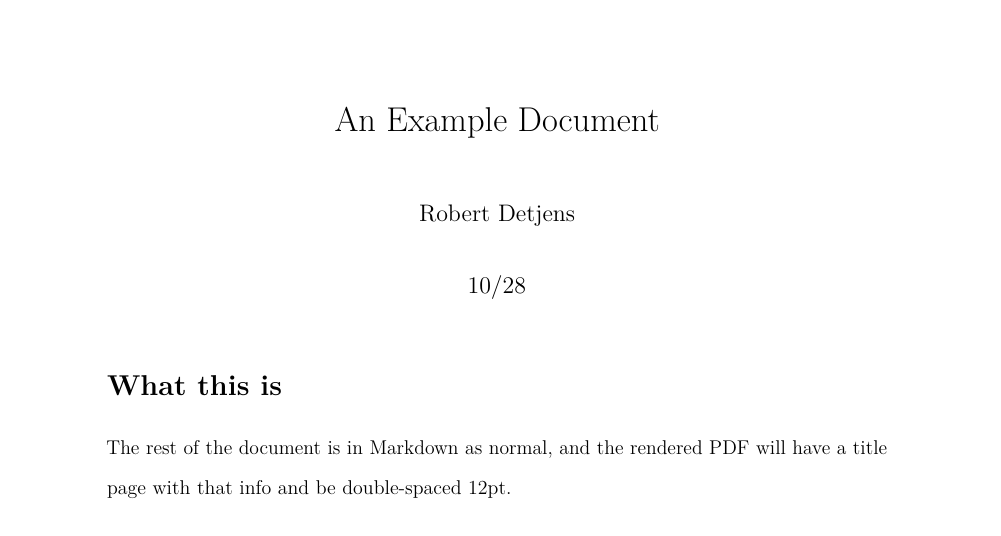 An Example Document
Robert Detjens
10/28
What this is
The rest of the document is in Markdown as normal, and the rendered PDF will have a title
page with that info and be double-spaced 12pt.